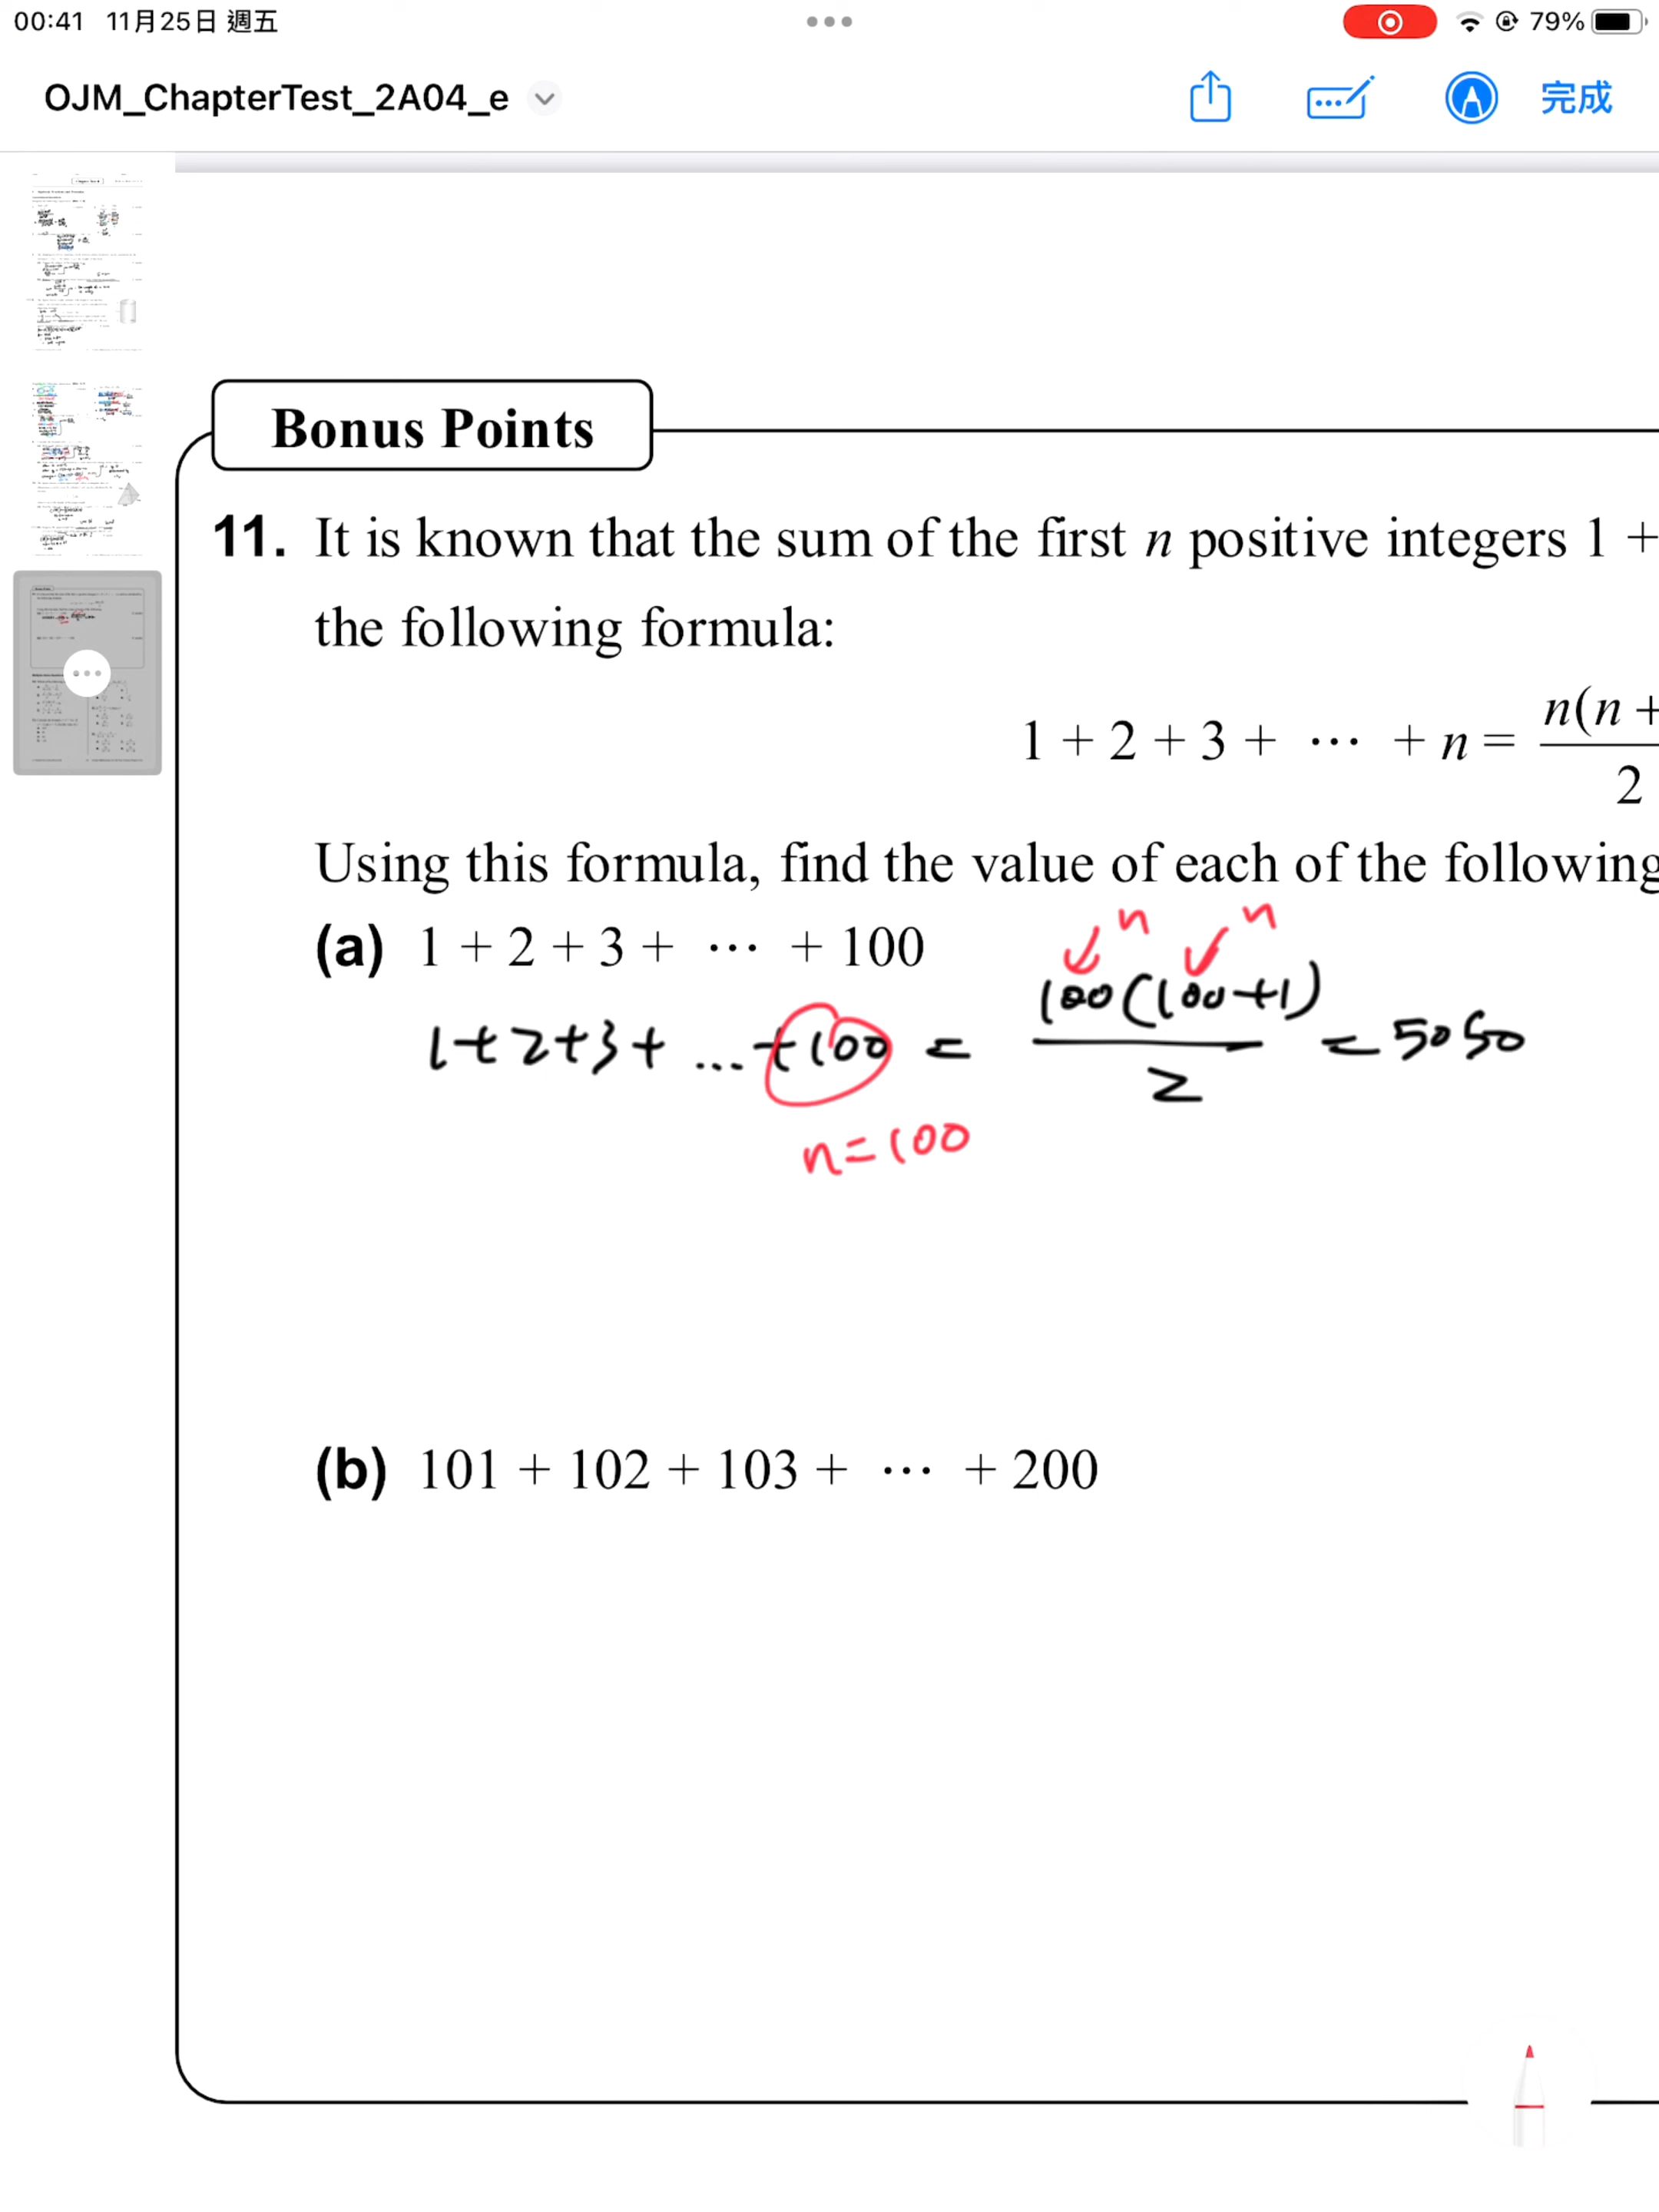 00:41 11月25日 週五 79%
OJM_ChapterTest_2A04_e 完成
Bonus Points
11. It is known that the sum of the first n positive integers 1 +
the following formula:
1 + 2 + 3 + ··· + n = n(n + / 2
Using this formula, find the value of each of the following
(a) 1 + 2 + 3 + ··· + 100
n n
1+2+3+ ...+100 = 100(100+1) / 2 = 5050
n=100
(b) 101 + 102 + 103 + ··· + 200